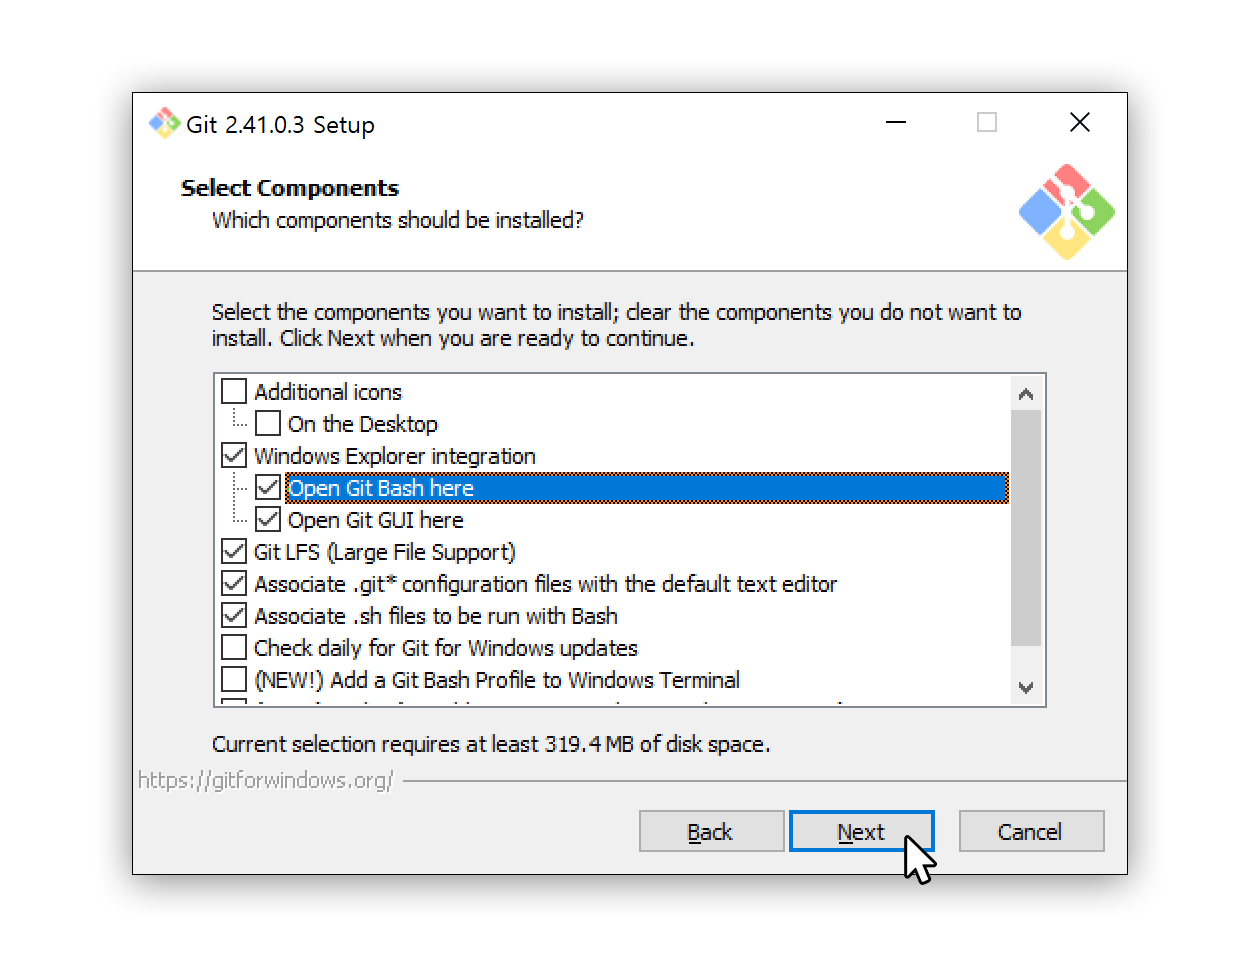 Git 2.41.0.3 Setup
Select Components
Which components should be installed?
Select the components you want to install; clear the components you do not want to
install. Click Next when you are ready to continue.
Additional icons
On the Desktop
Windows Explorer integration
Open Git Bash here
Open Git GUI here
Git LFS (Large File Support)
Associate .git* configuration files with the default text editor
Associate .sh files to be run with Bash
Check daily for Git for Windows updates
(NEW!) Add a Git Bash Profile to Windows Terminal
Current selection requires at least 319.4 MB of disk space.
https://gitforwindows.org/
Back
Next
Cancel